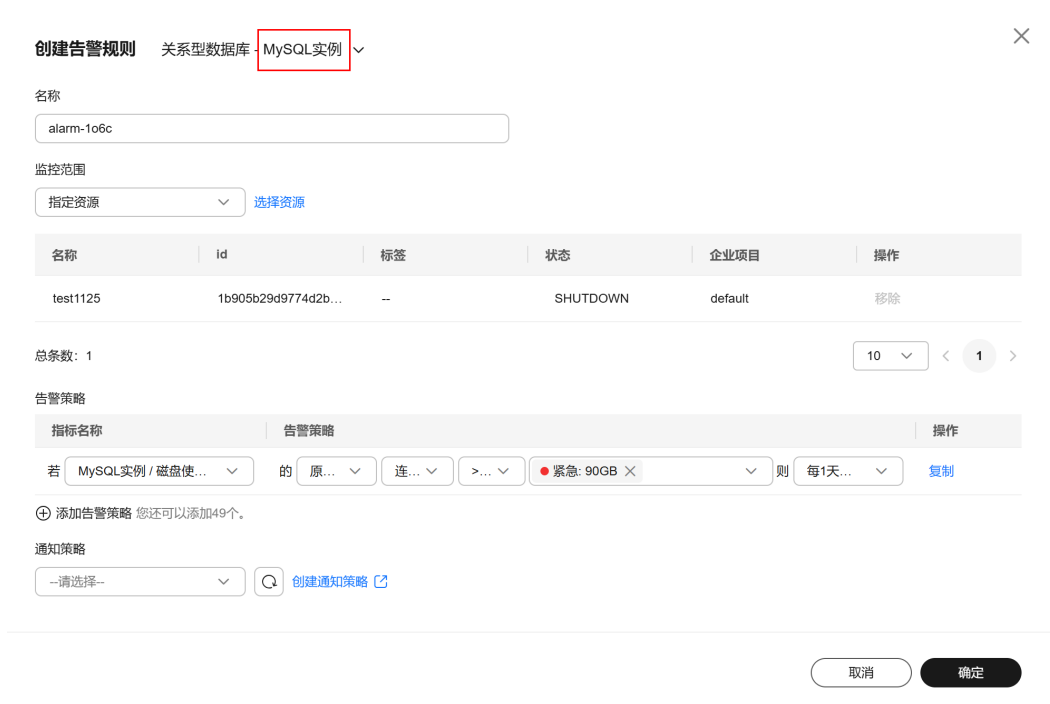 创建告警规则 关系型数据库 - MySQL实例
名称
alarm-1o6c
监控范围
指定资源 选择资源
名称 id 标签 状态 企业项目 操作
test1125 1b905b29d9774d2b... -- SHUTDOWN default 移除
总条数：1 10 1
告警策略
指标名称 告警策略 操作
若 MySQL实例 / 磁盘使... 的 原... 连... >... 紧急: 90GB 则 每1天... 复制
添加告警策略 您还可以添加49个。
通知策略
--请选择-- 创建通知策略
取消 确定